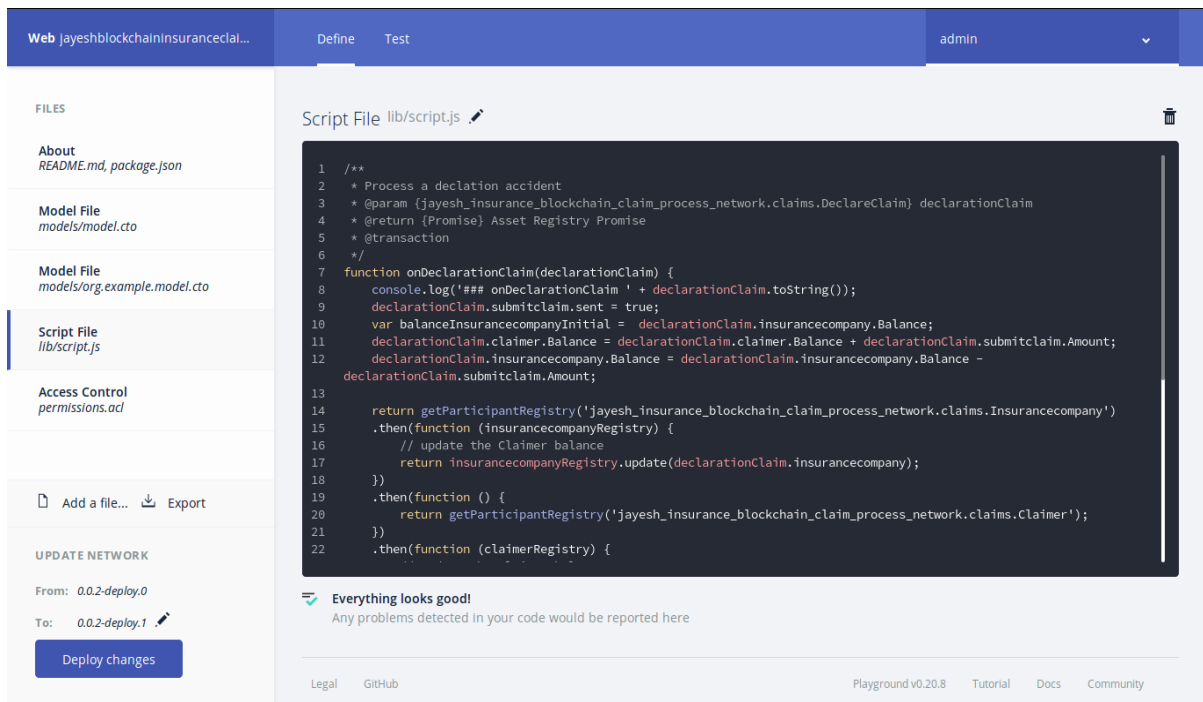 Web jayeshblockchaininsuranceclai...
Define Test
admin
FILES
About
README.md, package.json
Model File
models/model.cto
Model File
models/org.example.model.cto
Script File
lib/script.js
Access Control
permissions.acl
Add a file... Export
UPDATE NETWORK
From: 0.0.2-deploy.0
To: 0.0.2-deploy.1
Deploy changes
Script File lib/script.js
1 /**
2 * Process a declation accident
3 * @param {jayesh_insurance_blockchain_claim_process_network.claims.DeclareClaim} declarationClaim
4 * @return {Promise} Asset Registry Promise
5 * @transaction
6 */
7 function onDeclarationClaim(declarationClaim) {
8 console.log('### onDeclarationClaim ' + declarationClaim.toString());
9 declarationClaim.submitclaim.sent = true;
10 var balanceInsurancecompanyInitial = declarationClaim.insurancecompany.Balance;
11 declarationClaim.claimer.Balance = declarationClaim.claimer.Balance + declarationClaim.submitclaim.Amount;
12 declarationClaim.insurancecompany.Balance = declarationClaim.insurancecompany.Balance -
declarationClaim.submitclaim.Amount;
13
14 return getParticipantRegistry('jayesh_insurance_blockchain_claim_process_network.claims.Insurancecompany')
15 .then(function (insurancecompanyRegistry) {
16 // update the Claimer balance
17 return insurancecompanyRegistry.update(declarationClaim.insurancecompany);
18 })
19 .then(function () {
20 return getParticipantRegistry('jayesh_insurance_blockchain_claim_process_network.claims.Claimer');
21 })
22 .then(function (claimerRegistry) {
Everything looks good!
Any problems detected in your code would be reported here
Legal GitHub
Playground v0.20.8 Tutorial Docs Community